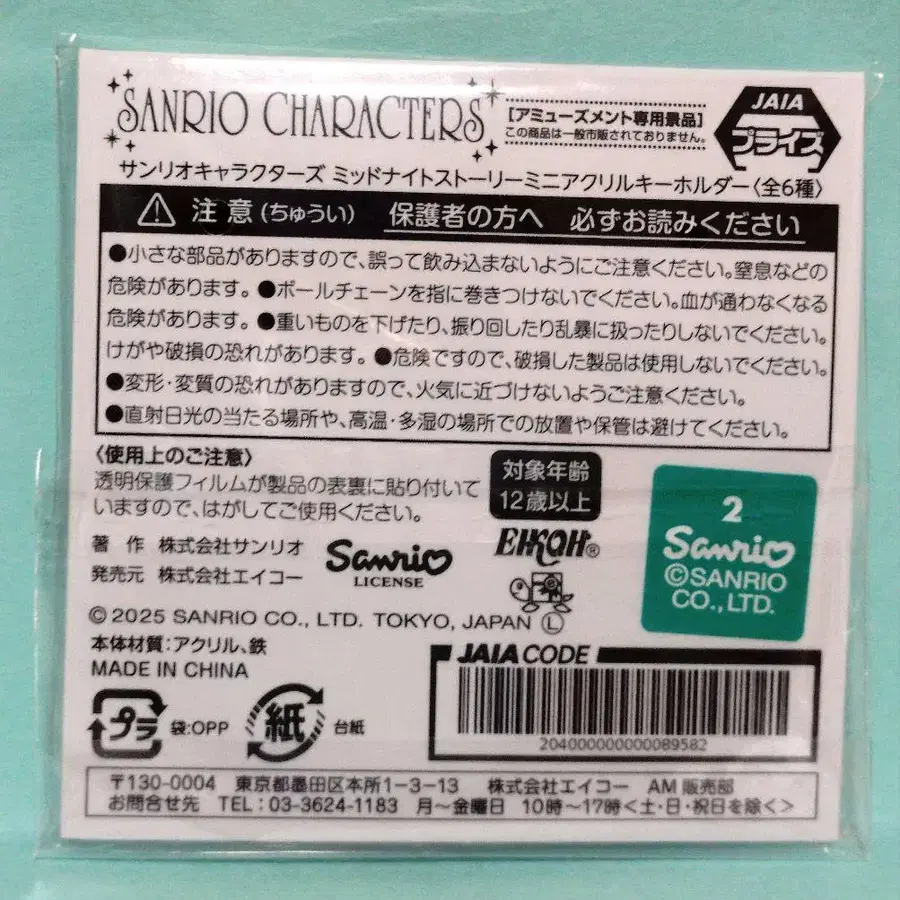 SANRIO CHARACTERS
[アミューズメント専用景品]
この商品は一般市販されておりません。
JAIA
プライズ
サンリオキャラクターズ ミッドナイトストーリーミニアクリルキーホルダー〈全6種〉
注意(ちゅうい) 保護者の方へ 必ずお読みください
●小さな部品がありますので、誤って飲み込まないようにご注意ください。窒息などの
危険があります。●ボールチェーンを指に巻きつけないでください。血が通わなくなる
危険があります。●重いものを下げたり、振り回したり乱暴に扱ったりしないでください。
けがや破損の恐れがあります。●危険ですので、破損した製品は使用しないでください。
●変形・変質の恐れがありますので、火気に近づけないようご注意ください。
●直射日光の当たる場所や、高温・多湿の場所での放置や保管は避けてください。
〈使用上のご注意〉
透明保護フィルムが製品の表裏に貼り付いて
いますので、はがしてご使用ください。
対象年齢
12歳以上
著 作 株式会社サンリオ
発売元 株式会社エイコー
Sanrio
LICENSE
EIKOH®
2
Sanrio
©SANRIO
CO., LTD.
©2025 SANRIO CO., LTD. TOKYO, JAPAN Ⓛ
本体材質:アクリル、鉄
MADE IN CHINA
JAIA CODE
204000000000089582
プラ 袋:OPP
紙 台紙
〒130-0004 東京都墨田区本所1-3-13 株式会社エイコー AM販売部
お問合せ先 TEL:03-3624-1183 月~金曜日 10時~17時<土・日・祝日を除く>